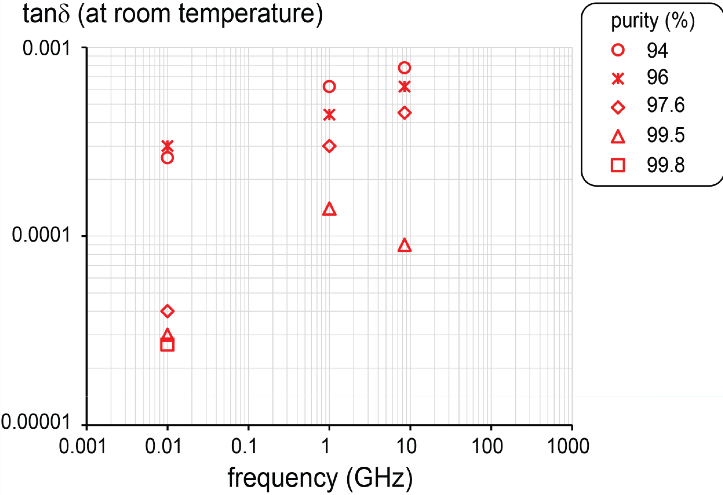 tanδ (at room temperature)
purity (%)
94
96
97.6
99.5
99.8
0.001
0.0001
0.00001
0.001 0.01 0.1 1 10 100 1000
frequency (GHz)